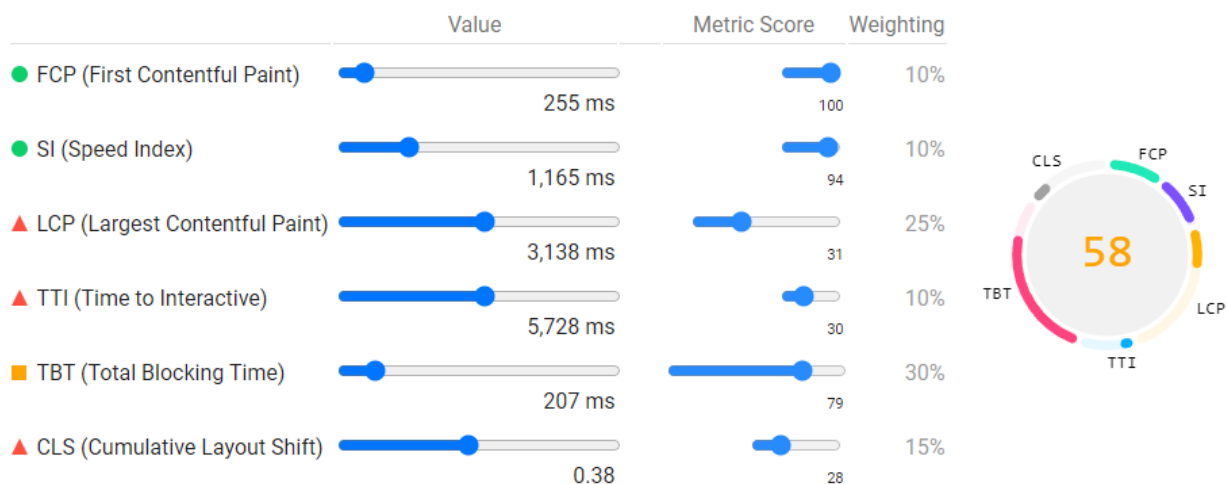 Value Metric Score Weighting
FCP (First Contentful Paint) 10%
255 ms 100
SI (Speed Index) 10%
1,165 ms 94
LCP (Largest Contentful Paint) 25%
3,138 ms 31
TTI (Time to Interactive) 10%
5,728 ms 30
TBT (Total Blocking Time) 30%
207 ms 79
CLS (Cumulative Layout Shift) 15%
0.38 28
CLS FCP
SI
58
TBT LCP
TTI